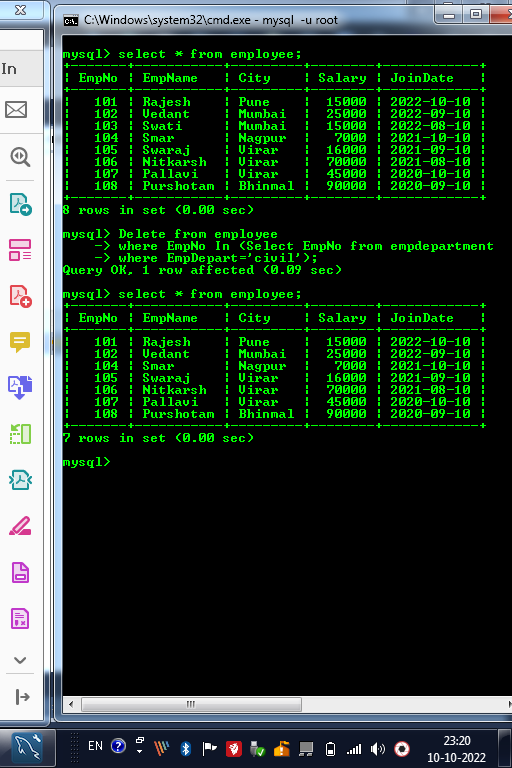 C:\Windows\system32\cmd.exe - mysql -u root
In
mysql> select * from employee;
+-------+-----------+---------+--------+------------+
| EmpNo | EmpName | City | Salary | JoinDate |
+-------+-----------+---------+--------+------------+
| 101 | Rajesh | Pune | 15000 | 2022-10-10 |
| 102 | Vedant | Mumbai | 25000 | 2022-09-10 |
| 103 | Swati | Mumbai | 15000 | 2022-08-10 |
| 104 | Smar | Nagpur | 7000 | 2021-10-10 |
| 105 | Swaraj | Virar | 16000 | 2021-09-10 |
| 106 | Nitkarsh | Virar | 70000 | 2021-08-10 |
| 107 | Pallavi | Virar | 45000 | 2020-10-10 |
| 108 | Purshotam | Bhinmal | 90000 | 2020-09-10 |
+-------+-----------+---------+--------+------------+
8 rows in set (0.00 sec)
mysql> Delete from employee
-> where EmpNo In (Select EmpNo from empdepartment
-> where EmpDepart='civil');
Query OK, 1 row affected (0.09 sec)
mysql> select * from employee;
+-------+-----------+---------+--------+------------+
| EmpNo | EmpName | City | Salary | JoinDate |
+-------+-----------+---------+--------+------------+
| 101 | Rajesh | Pune | 15000 | 2022-10-10 |
| 102 | Vedant | Mumbai | 25000 | 2022-09-10 |
| 104 | Smar | Nagpur | 7000 | 2021-10-10 |
| 105 | Swaraj | Virar | 16000 | 2021-09-10 |
| 106 | Nitkarsh | Virar | 70000 | 2021-08-10 |
| 107 | Pallavi | Virar | 45000 | 2020-10-10 |
| 108 | Purshotam | Bhinmal | 90000 | 2020-09-10 |
+-------+-----------+---------+--------+------------+
7 rows in set (0.00 sec)
mysql>
EN
23:20
10-10-2022